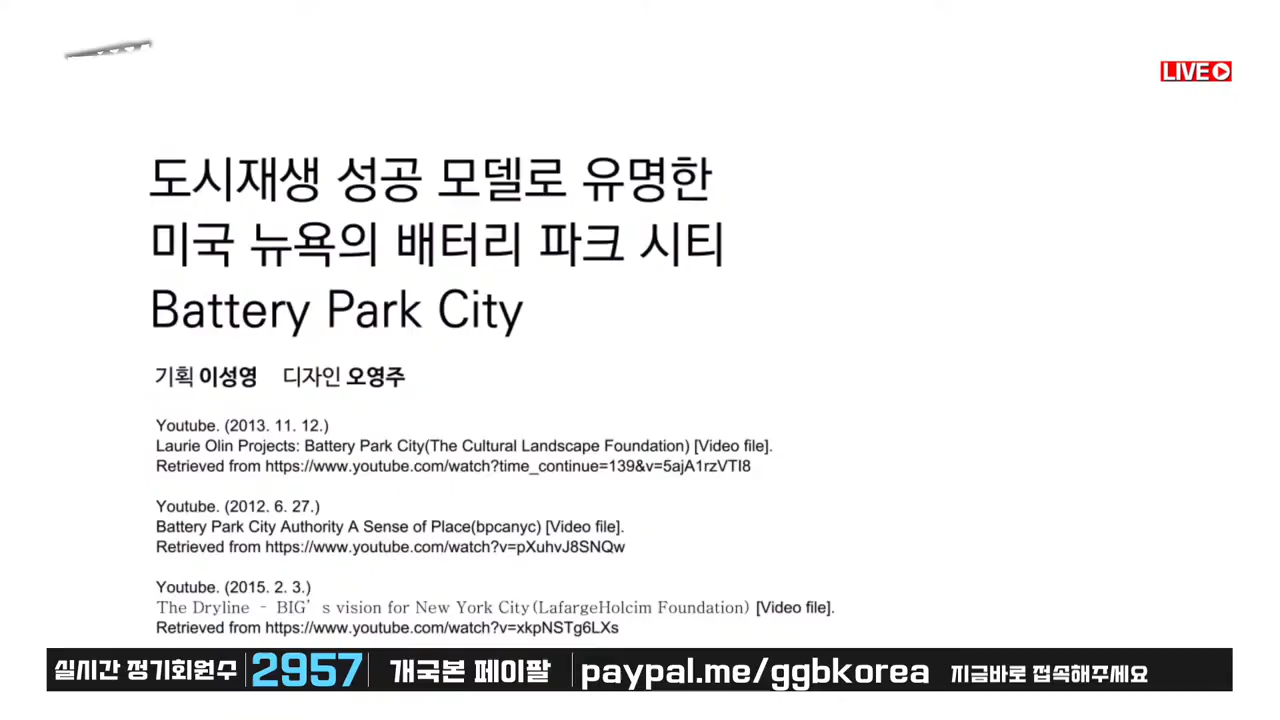 LIVE
도시재생 성공 모델로 유명한
미국 뉴욕의 배터리 파크 시티
Battery Park City
기획 이성영 디자인 오영주
Youtube. (2013. 11. 12.)
Laurie Olin Projects: Battery Park City(The Cultural Landscape Foundation) [Video file].
Retrieved from https://www.youtube.com/watch?time_continue=139&v=5ajA1rzVTI8
Youtube. (2012. 6. 27.)
Battery Park City Authority A Sense of Place(bpcanyc) [Video file].
Retrieved from https://www.youtube.com/watch?v=pXuhvJ8SNQw
Youtube. (2015. 2. 3.)
The Dryline - BIG’s vision for New York City(LafargeHolcim Foundation) [Video file].
Retrieved from https://www.youtube.com/watch?v=xkpNSTg6LXs
실시간 정기회원수 2957 개국본 페이팔 paypal.me/ggbkorea 지금바로 접속해주세요